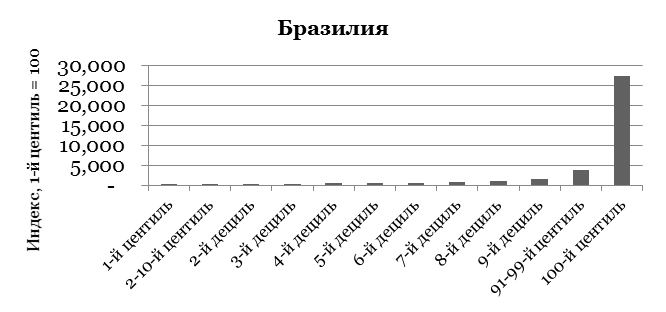 Бразилия
Индекс, 1-й центиль = 100
30,000
25,000
20,000
15,000
10,000
5,000
-
1-й центиль
2-10-й центиль
2-й дециль
3-й дециль
4-й дециль
5-й дециль
6-й дециль
7-й дециль
8-й дециль
9-й дециль
91-99-й центиль
100-й центиль